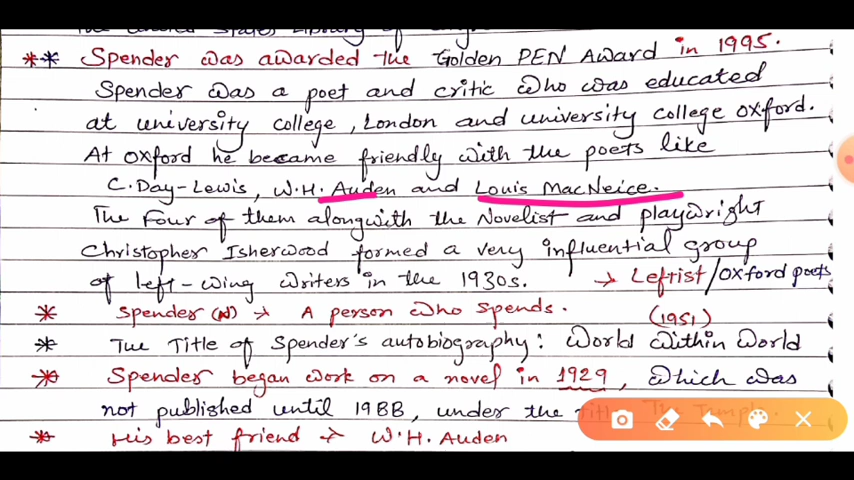 ** Spender was awarded the Golden PEN Award in 1995.
Spender was a poet and critic who was educated
at university college, London and university college oxford.
At oxford he became friendly with the poets like
C. Day-Lewis, W.H. Auden and Louis MacNeice.
The Four of them alongwith the Novelist and playwright
Christopher Isherwood formed a very influential group
of left-wing writers in the 1930s. → Leftist/oxford poets
* Spender (N) → A person who spends. (1951)
* The Title of Spender's autobiography: World within World
* Spender began work on a novel in 1929, which was
not published until 1988, under the
* His best friend → W.H. Auden